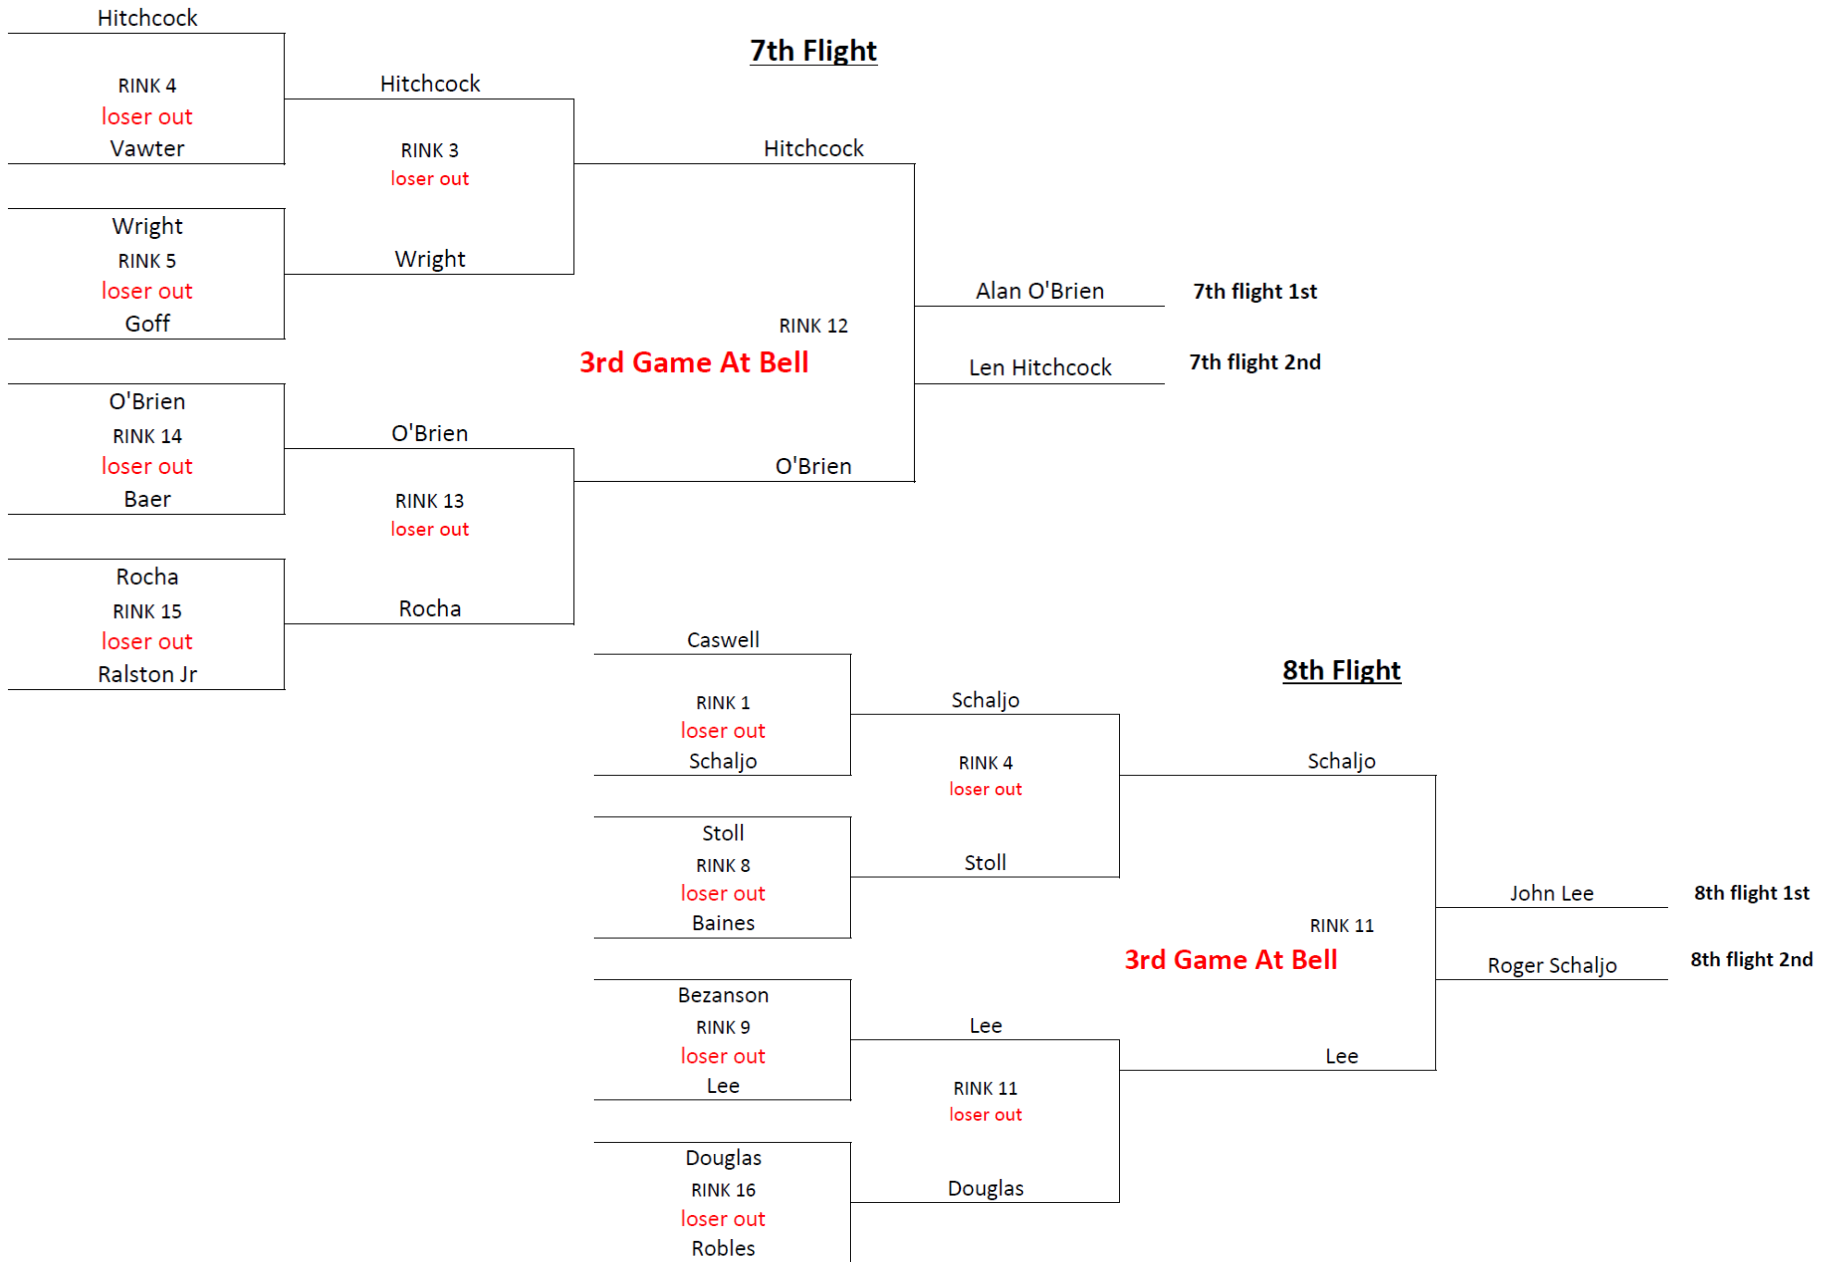 Hitchcock
7th Flight
RINK 4
Hitchcock
loser out
Vawter
RINK 3
Hitchcock
loser out
Wright
RINK 5
Wright
loser out
Goff
Alan O'Brien
7th flight 1st
RINK 12
3rd Game At Bell
Len Hitchcock
7th flight 2nd
O'Brien
RINK 14
O'Brien
loser out
O'Brien
Baer
RINK 13
loser out
Rocha
RINK 15
Rocha
loser out
Ralston Jr
Caswell
8th Flight
RINK 1
Schaljo
loser out
Schaljo
RINK 4
Schaljo
loser out
Stoll
RINK 8
Stoll
loser out
Baines
John Lee
8th flight 1st
RINK 11
3rd Game At Bell
Roger Schaljo
8th flight 2nd
Bezanson
RINK 9
Lee
loser out
Lee
Lee
RINK 11
loser out
Douglas
RINK 16
Douglas
loser out
Robles